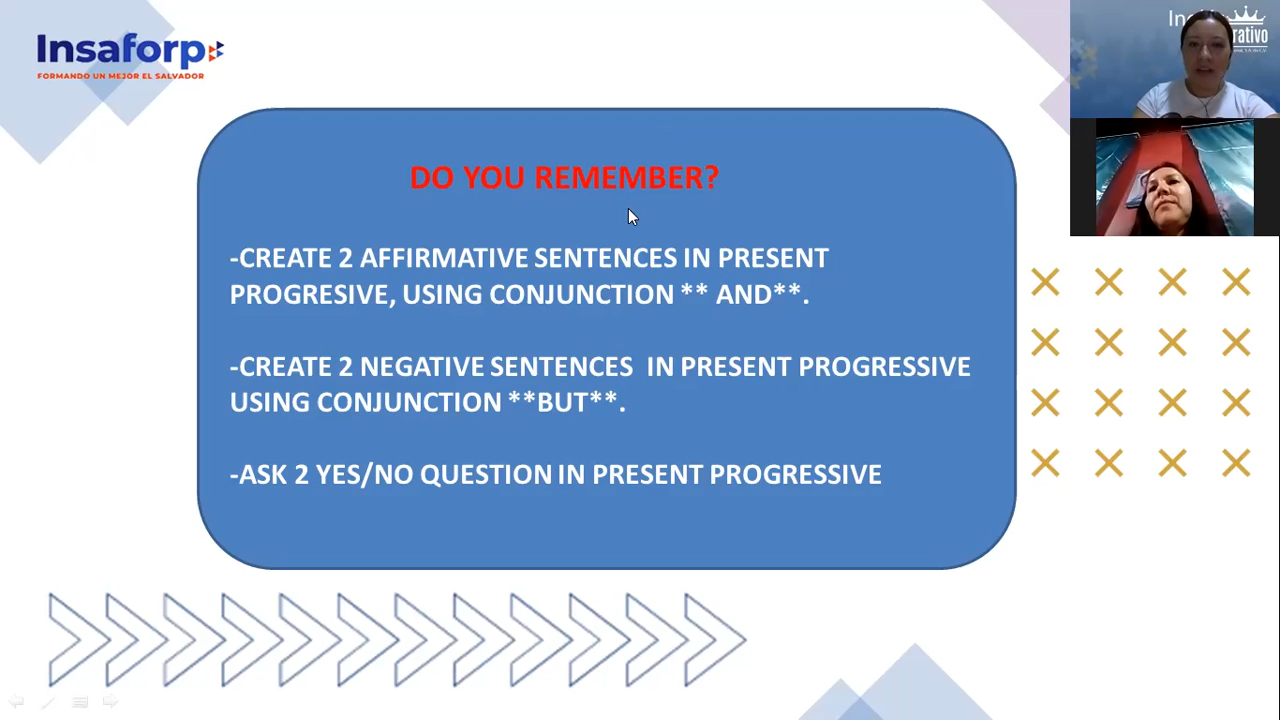 Insaforp
FORMANDO UN MEJOR EL SALVADOR
DO YOU REMEMBER?
-CREATE 2 AFFIRMATIVE SENTENCES IN PRESENT
PROGRESIVE, USING CONJUNCTION ** AND**.
-CREATE 2 NEGATIVE SENTENCES IN PRESENT PROGRESSIVE
USING CONJUNCTION **BUT**.
-ASK 2 YES/NO QUESTION IN PRESENT PROGRESSIVE